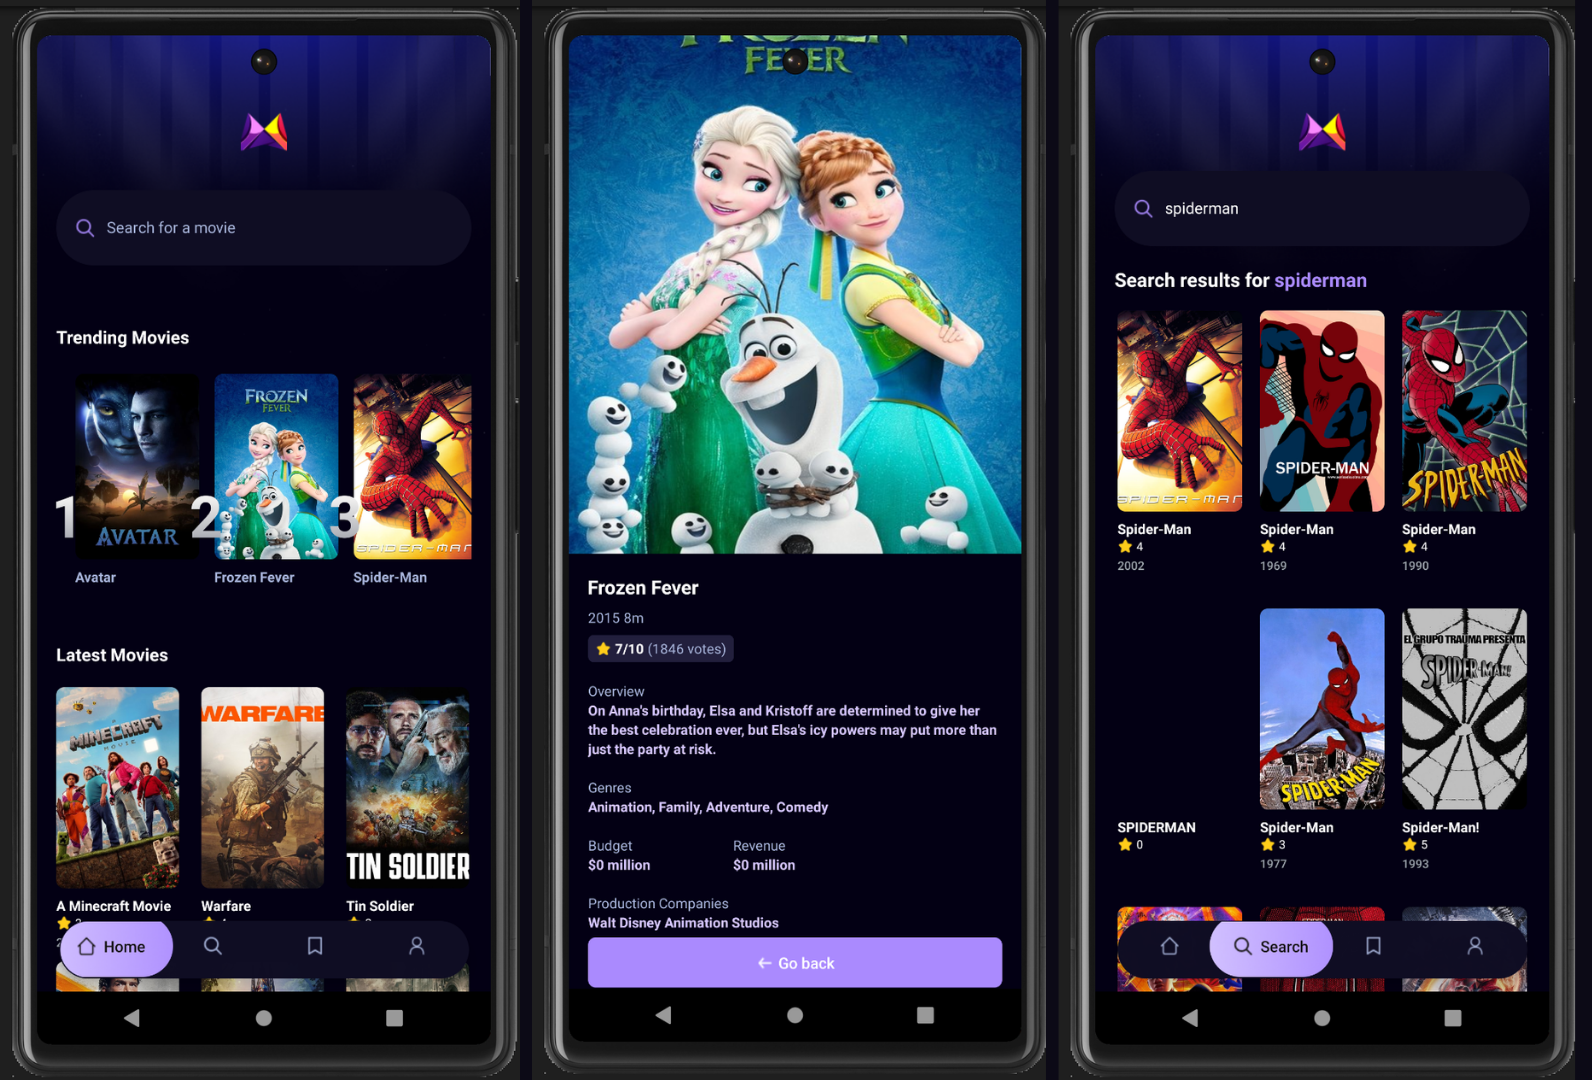 Search for a movie
Trending Movies
1
AVATAR
2
FROZEN
FEVER
3
SPIDER-MAN
Avatar
Frozen Fever
Spider-Man
Latest Movies
MINECRAFT
MOVIE
WARFARE
TIN SOLDIER
A Minecraft Movie
Warfare
Tin Soldier
Home
FROZEN
FEVER
Frozen Fever
2015 8m
7/10 (1846 votes)
Overview
On Anna's birthday, Elsa and Kristoff are determined to give her
the best celebration ever, but Elsa's icy powers may put more than
just the party at risk.
Genres
Animation, Family, Adventure, Comedy
Budget
Revenue
$0 million
$0 million
Production Companies
Walt Disney Animation Studios
← Go back
spiderman
Search results for spiderman
SPIDER-MAN
SPIDER-MAN
SPIDER-MAN
Spider-Man
Spider-Man
Spider-Man
4
4
4
2002
1969
1990
SPIDER-MAN
EL GRUPO TRAUMA PRESENTA
SPIDER-MAN!
SPIDERMAN
Spider-Man
Spider-Man!
0
3
5
1977
1993
Search